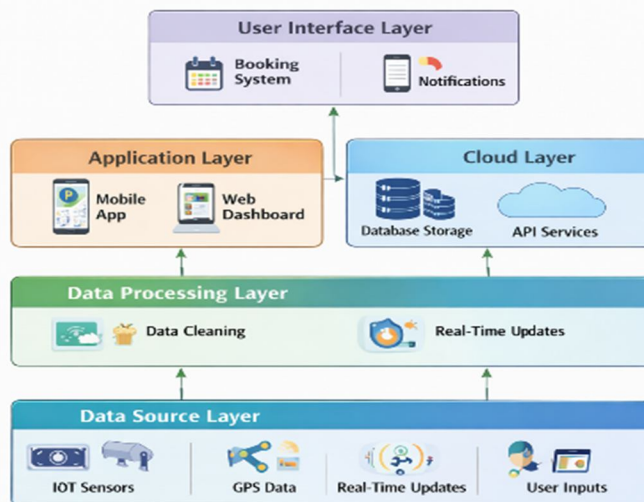 User Interface Layer
Booking
System
Notifications
Application Layer
Mobile
App
Web
Dashboard
Cloud Layer
Database Storage
API Services
Data Processing Layer
Data Cleaning
Real-Time Updates
Data Source Layer
IOT Sensors
GPS Data
Real-Time Updates
User Inputs